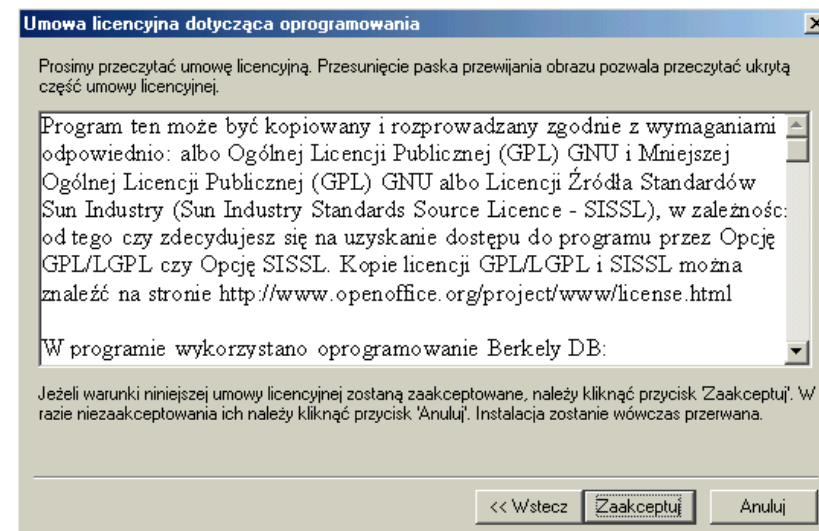 Umowa licencyjna dotycząca oprogramowania
Prosimy przeczytać umowę licencyjną. Przesunięcie paska przewijania obrazu pozwala przeczytać ukrytą
część umowy licencyjnej.
Program ten może być kopiowany i rozprowadzany zgodnie z wymaganiami
odpowiednio: albo Ogólnej Licencji Publicznej (GPL) GNU i Mniejszej
Ogólnej Licencji Publicznej (GPL) GNU albo Licencji Źródła Standardów
Sun Industry (Sun Industry Standards Source Licence - SISSL), w zależnośc
od tego czy zdecydujesz się na uzyskanie dostępu do programu przez Opcję
GPL/LGPL czy Opcję SISSL. Kopie licencji GPL/LGPL i SISSL można
znaleźć na stronie http://www.openoffice.org/project/www/license.html
W programie wykorzystano oprogramowanie Berkely DB:
Jeżeli warunki niniejszej umowy licencyjnej zostaną zaakceptowane, należy kliknąć przycisk 'Zaakceptuj'. W
razie niezaakceptowania ich należy kliknąć przycisk 'Anuluj'. Instalacja zostanie wówczas przerwana.
<< Wstecz Zaakceptuj Anuluj